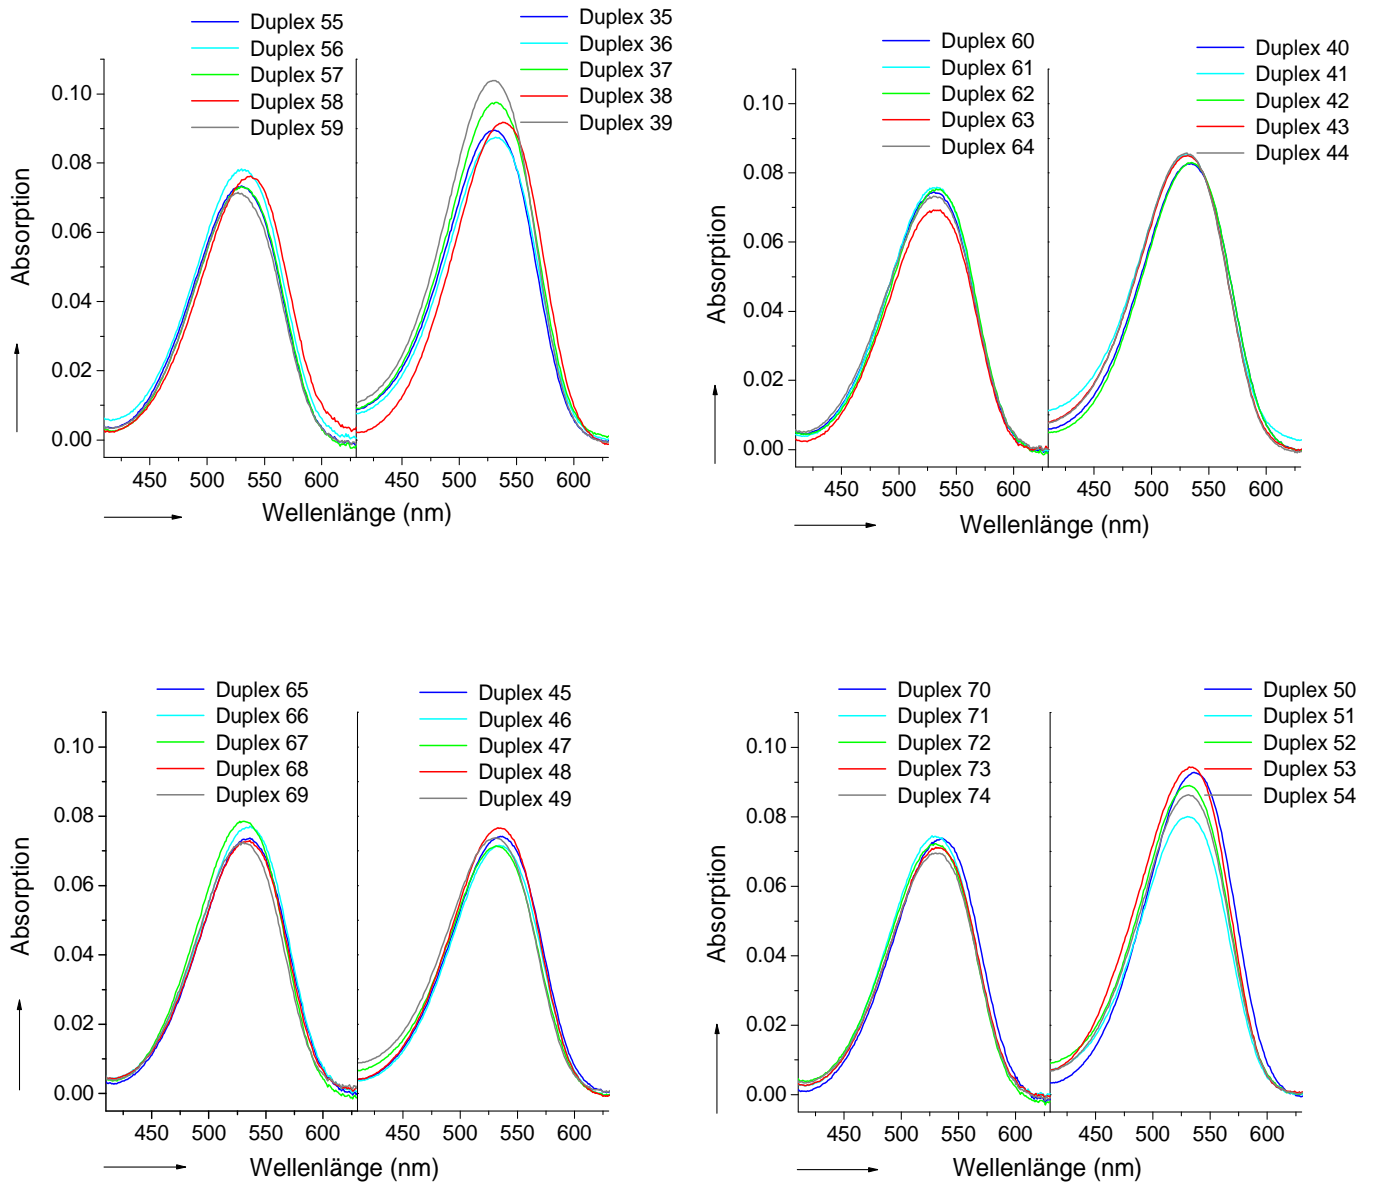 Duplex 55
Duplex 56
Duplex 57
Duplex 58
Duplex 59
Duplex 35
Duplex 36
Duplex 37
Duplex 38
Duplex 39
0.10
0.08
0.06
0.04
0.02
0.00
Absorption
450 500 550 600 450 500 550 600
Wellenlänge (nm)
Duplex 60
Duplex 61
Duplex 62
Duplex 63
Duplex 64
Duplex 40
Duplex 41
Duplex 42
Duplex 43
Duplex 44
0.10
0.08
0.06
0.04
0.02
0.00
Absorption
450 500 550 600 450 500 550 600
Wellenlänge (nm)
Duplex 65
Duplex 66
Duplex 67
Duplex 68
Duplex 69
Duplex 45
Duplex 46
Duplex 47
Duplex 48
Duplex 49
0.10
0.08
0.06
0.04
0.02
0.00
Absorption
450 500 550 600 450 500 550 600
Wellenlänge (nm)
Duplex 70
Duplex 71
Duplex 72
Duplex 73
Duplex 74
Duplex 50
Duplex 51
Duplex 52
Duplex 53
Duplex 54
0.10
0.08
0.06
0.04
0.02
0.00
Absorption
450 500 550 600 450 500 550 600
Wellenlänge (nm)